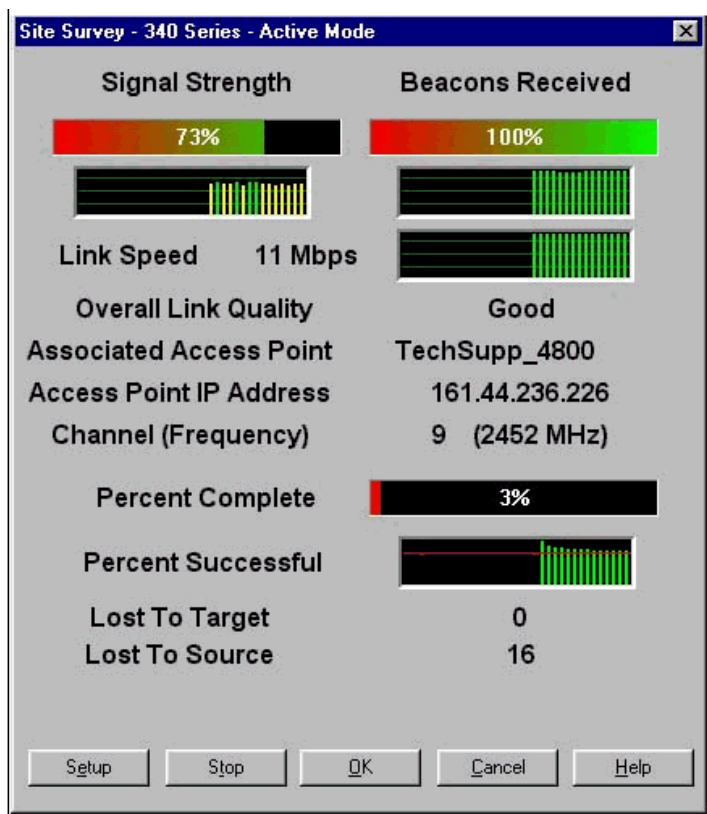 Site Survey - 340 Series - Active Mode
Signal Strength Beacons Received
73% 100%
Link Speed 11 Mbps
Overall Link Quality Good
Associated Access Point TechSupp_4800
Access Point IP Address 161.44.236.226
Channel (Frequency) 9 (2452 MHz)
Percent Complete 3%
Percent Successful
Lost To Target 0
Lost To Source 16
Setup Stop OK Cancel Help